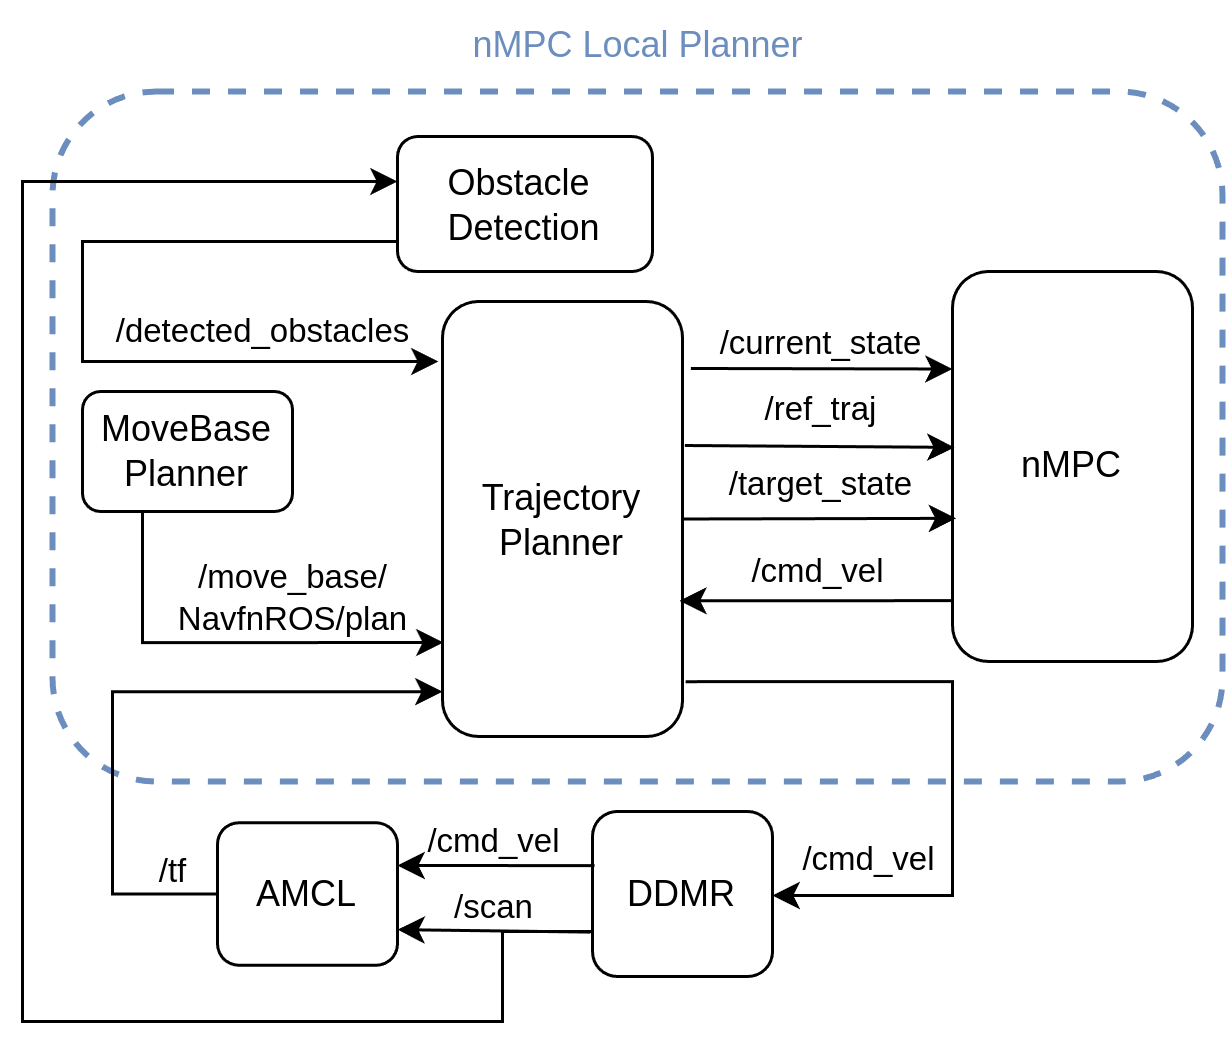 nMPC Local Planner
Obstacle
Detection
/detected_obstacles
/current_state
/ref_traj
MoveBase
Planner
/target_state
nMPC
Trajectory
Planner
/move_base/
NavfnROS/plan
/cmd_vel
/tf
AMCL
/cmd_vel
/scan
DDMR
/cmd_vel